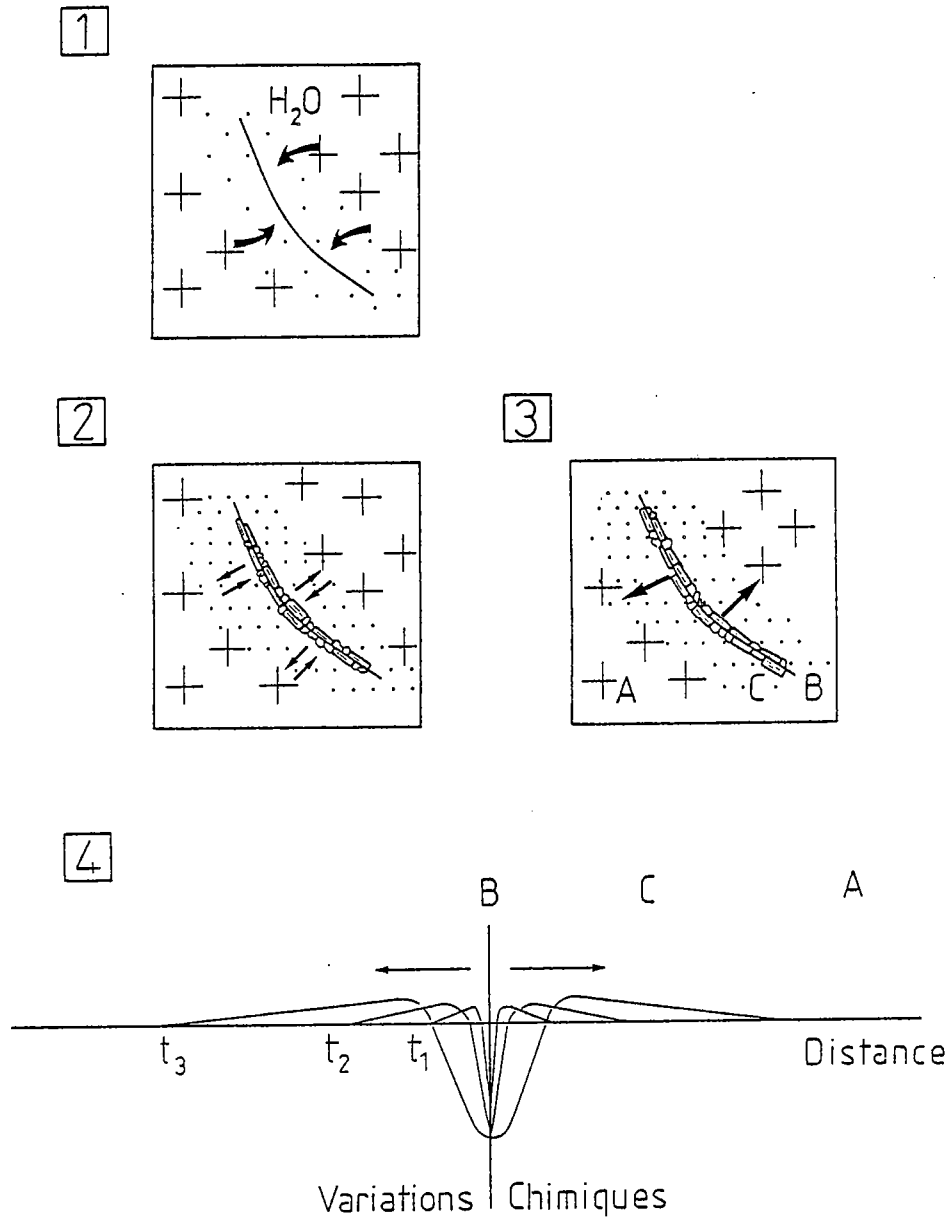 1
H₂O
2
3
A C B
4
B C A
t₃ t₂ t₁ Distance
Variations Chimiques